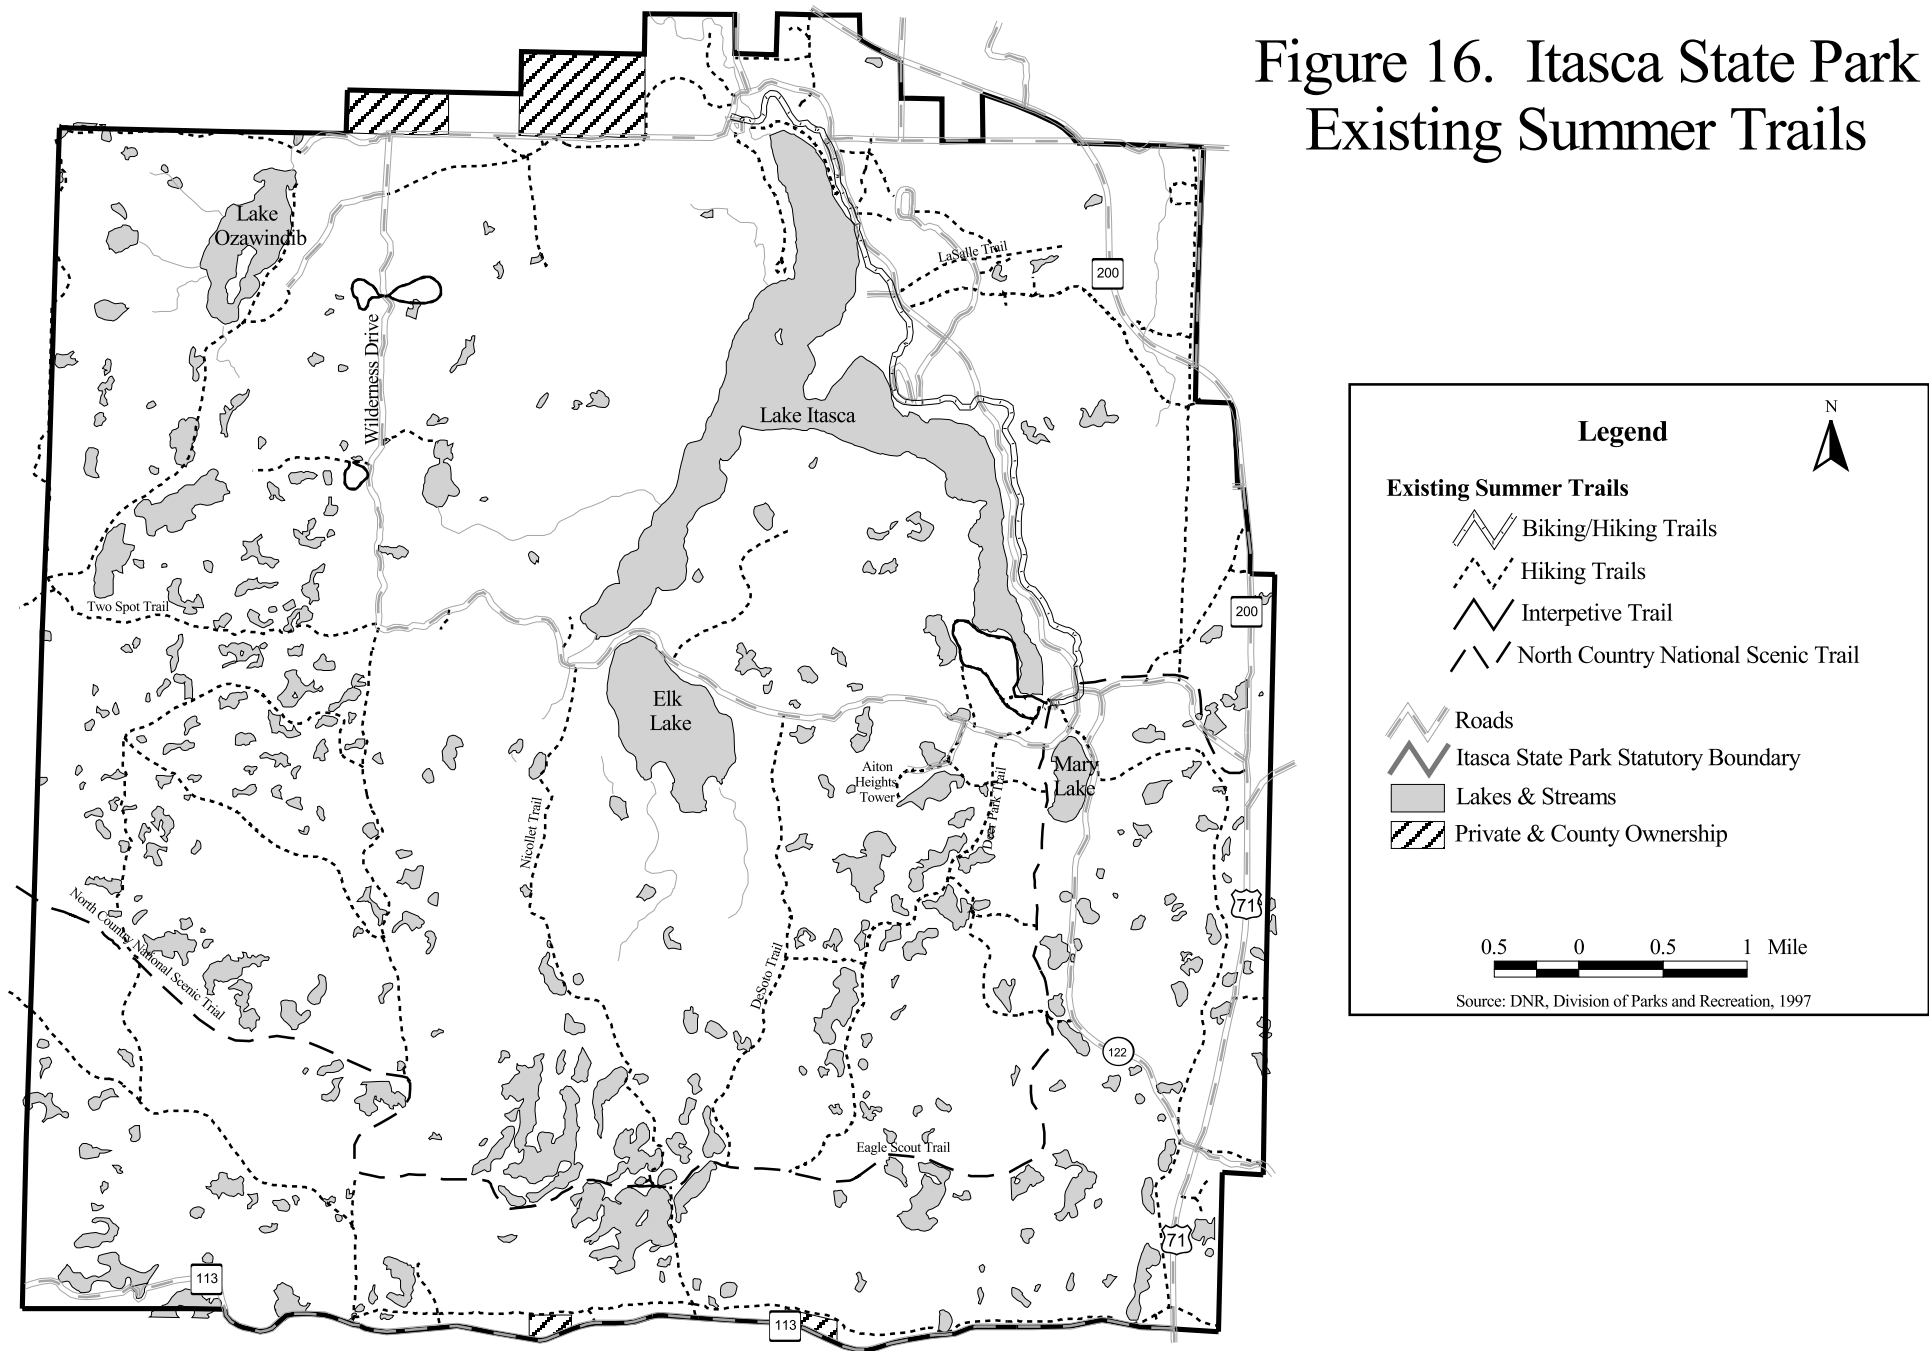 Figure 16. Itasca State Park
Existing Summer Trails
Lake
Ozawindib
LaSalle Trail
200
Wilderness Drive
Lake Itasca
Two Spot Trail
200
Elk
Lake
Aiton
Heights
Tower
Mary
Lake
Deer Park Trail
Nicollet Trail
North Country National Scenic Trial
71
DeSoto Trail
122
Eagle Scout Trail
71
113
113
Legend
N
Existing Summer Trails
Biking/Hiking Trails
Hiking Trails
Interpetive Trail
North Country National Scenic Trail
Roads
Itasca State Park Statutory Boundary
Lakes & Streams
Private & County Ownership
0.5 0 0.5 1 Mile
Source: DNR, Division of Parks and Recreation, 1997